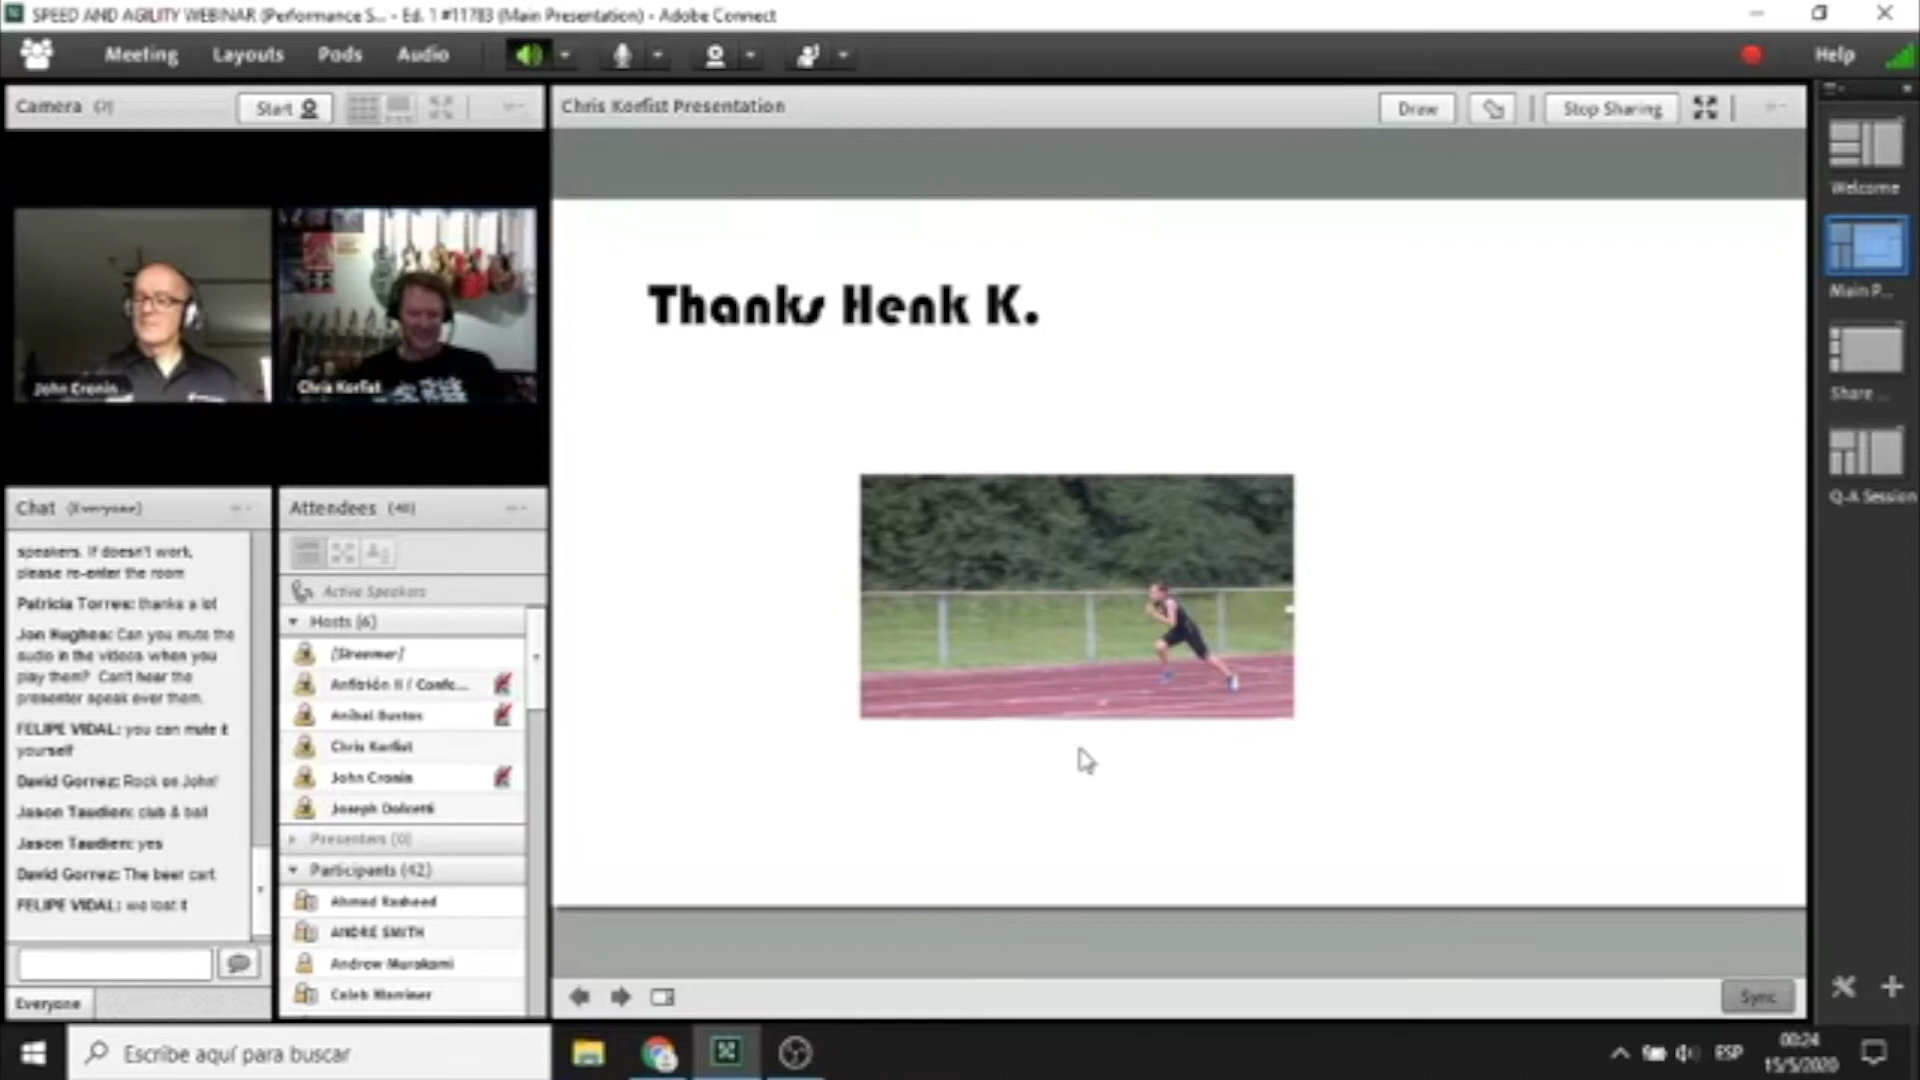 SPEED AND AGILITY WEBINAR (Performance S... - Ed. 1 #11783 (Main Presentation) - Adobe Connect
Meeting Layouts Pods Audio Help
Camera (2) Start
Chris Korfist Presentation Draw Stop Sharing
Welcome
Main P...
Share ...
Q-A Session
John Cronin
Chris Korfist
Thanks Henk K.
Chat (Everyone)
speakers. If doesn't work,
please re-enter the room
Patricia Torres: thanks a lot
Jon Hughes: Can you mute the
audio in the videos when you
play them? Can't hear the
presenter speak over them.
FELIPE VIDAL: you can mute it
yourself
David Gorrez: Rock on John!
Jason Taudien: club & ball
Jason Taudien: yes
David Gorrez: The beer cart
FELIPE VIDAL: we lost it
Everyone
Attendees (48)
Active Speakers
Hosts (6)
[Streamer]
Anfitrión II / Confe...
Anibal Bustos
Chris Korfist
John Cronin
Joseph Dolcetti
Presenters (0)
Participants (42)
Ahmed Rasheed
ANDRE SMITH
Andrew Murakami
Caleb Marriner
Sync
Escribe aquí para buscar
ESP
00:24
15/5/2020